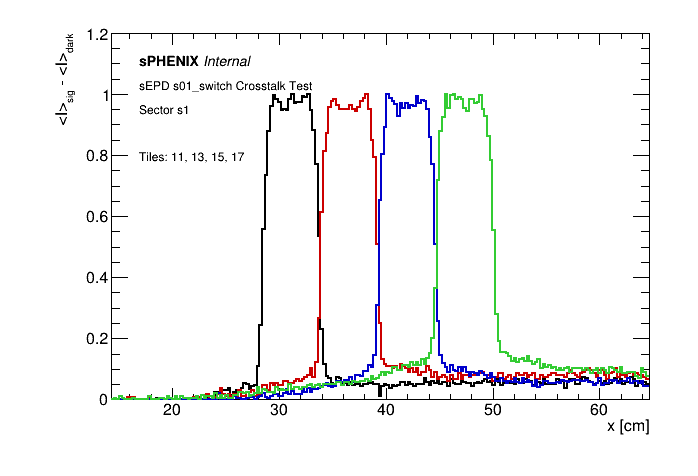 1.2
1
0.8
0.6
0.4
0.2
0
<I>sig - <I>dark
sPHENIX Internal
sEPD s01_switch Crosstalk Test
Sector s1
Tiles: 11, 13, 15, 17
20 30 40 50 60
x [cm]